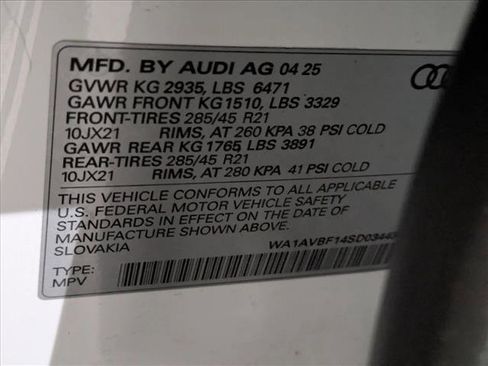 MFD. BY AUDI AG 04 25
GVWR KG 2935, LBS 6471
GAWR FRONT KG1510, LBS 3329
FRONT-TIRES 285/45 R21
10JX21 RIMS, AT 260 KPA 38 PSI COLD
GAWR REAR KG 1765 LBS 3891
REAR-TIRES 285/45 R21
10JX21 RIMS, AT 280 KPA 41 PSI COLD
THIS VEHICLE CONFORMS TO ALL APPLICABLE
U.S. FEDERAL MOTOR VEHICLE SAFETY
STANDARDS IN EFFECT ON THE DATE OF
MANUFACTURE SHOWN ABOVE.
SLOVAKIA
TYPE:
MPV